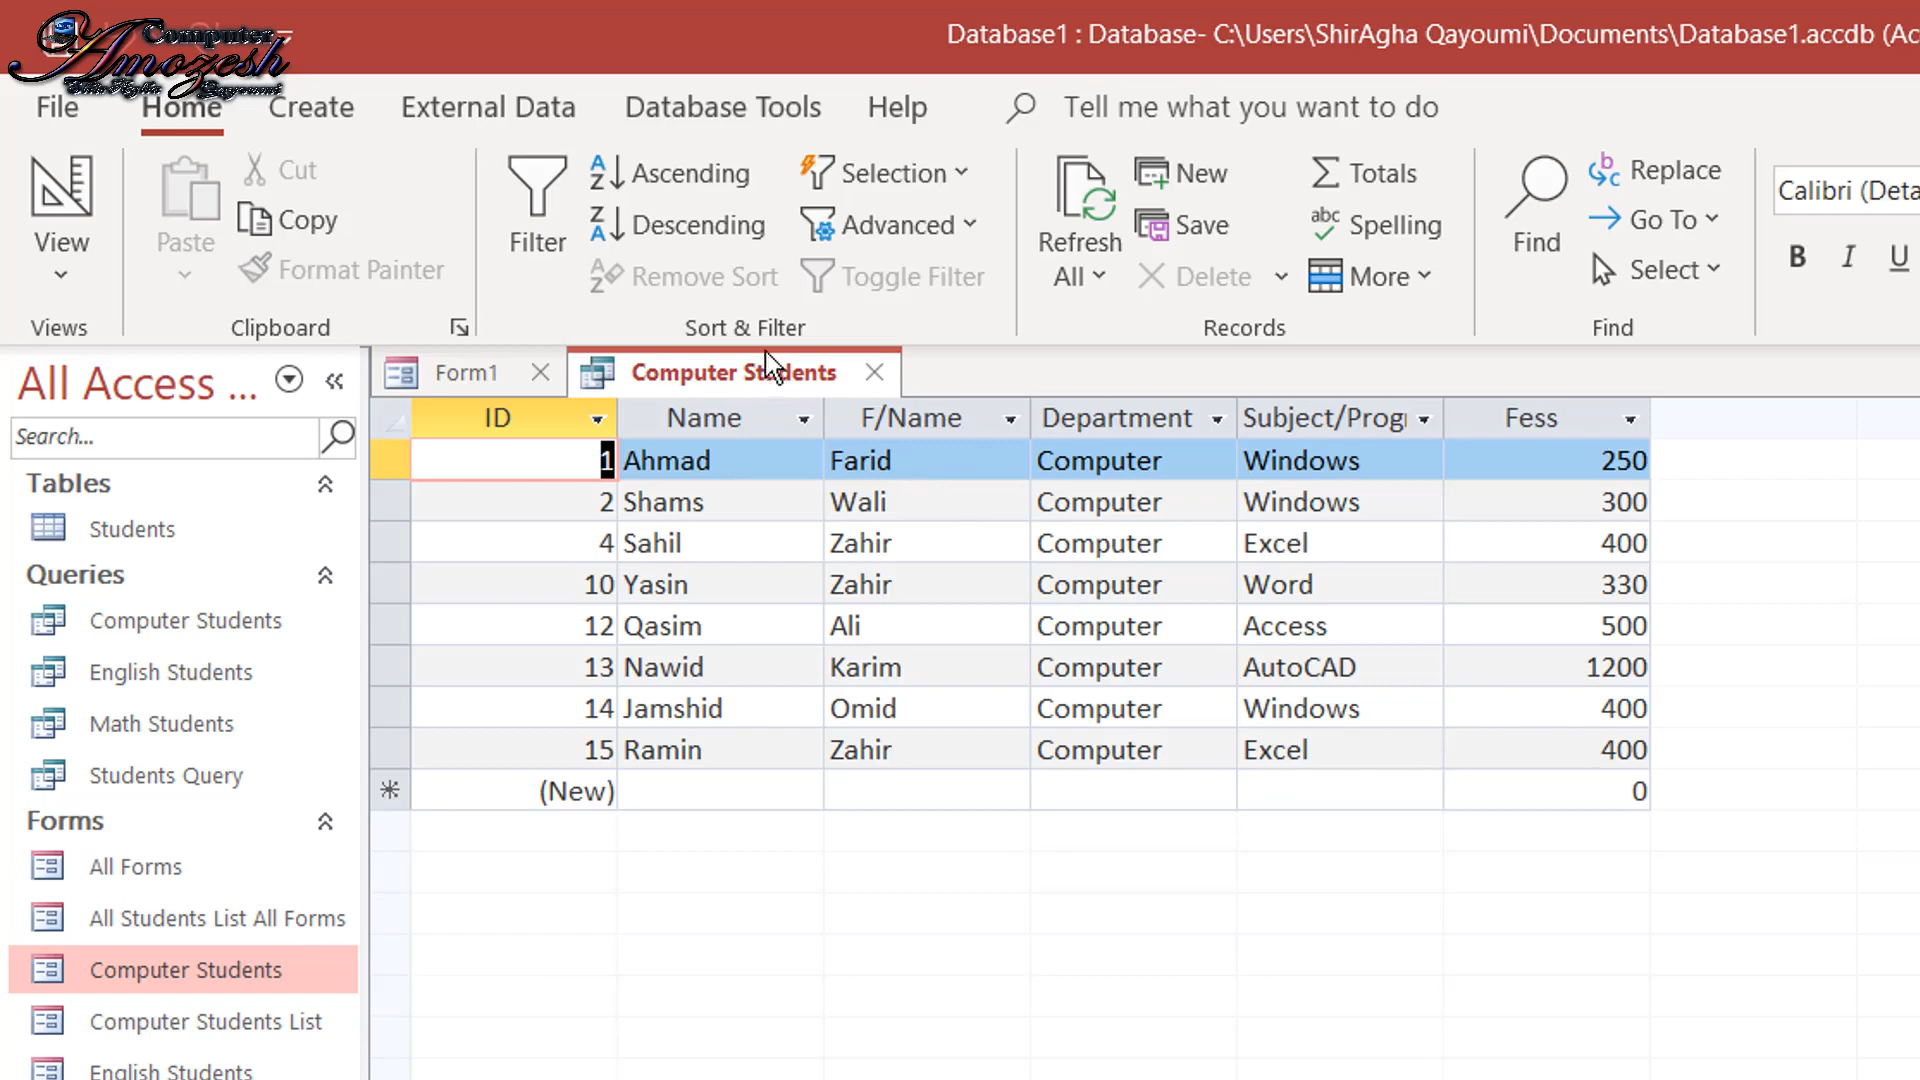 Computer
Amozesh
Database1 : Database- C:\Users\ShirAgha Qayoumi\Documents\Database1.accdb (Ac
File Home Create External Data Database Tools Help Tell me what you want to do
View
Views
Paste
Cut
Copy
Format Painter
Clipboard
Filter
Ascending
Descending
Remove Sort
Selection
Advanced
Toggle Filter
Sort & Filter
Refresh
All
New
Save
Delete
Totals
Spelling
More
Records
Find
Replace
Go To
Select
Find
Calibri (Deta
B I U
All Access ...
Search...
Tables
Students
Queries
Computer Students
English Students
Math Students
Students Query
Forms
All Forms
All Students List All Forms
Computer Students
Computer Students List
English Students
Form1 Computer Students
ID Name F/Name Department Subject/Progr Fess
1 Ahmad Farid Computer Windows 250
2 Shams Wali Computer Windows 300
4 Sahil Zahir Computer Excel 400
10 Yasin Zahir Computer Word 330
12 Qasim Ali Computer Access 500
13 Nawid Karim Computer AutoCAD 1200
14 Jamshid Omid Computer Windows 400
15 Ramin Zahir Computer Excel 400
(New) 0